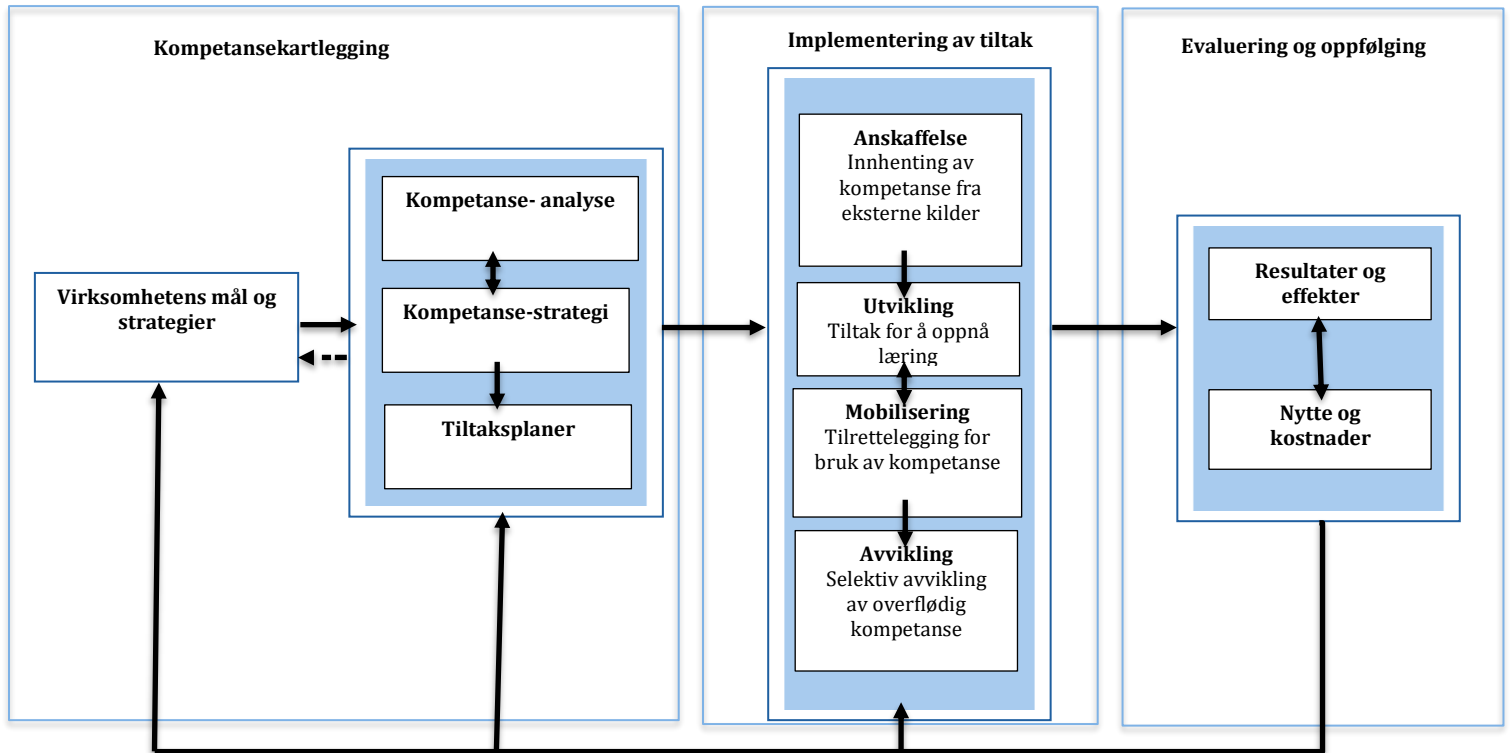 Kompetansekartlegging
Virksomhetens mål og
strategier
Kompetanse- analyse
Kompetanse-strategi
Tiltaksplaner
Implementering av tiltak
Anskaffelse
Innhenting av
kompetanse fra
eksterne kilder
Utvikling
Tiltak for å oppnå
læring
Mobilisering
Tilrettelegging for
bruk av kompetanse
Avvikling
Selektiv avvikling
av overflødig
kompetanse
Evaluering og oppfølging
Resultater og
effekter
Nytte og
kostnader